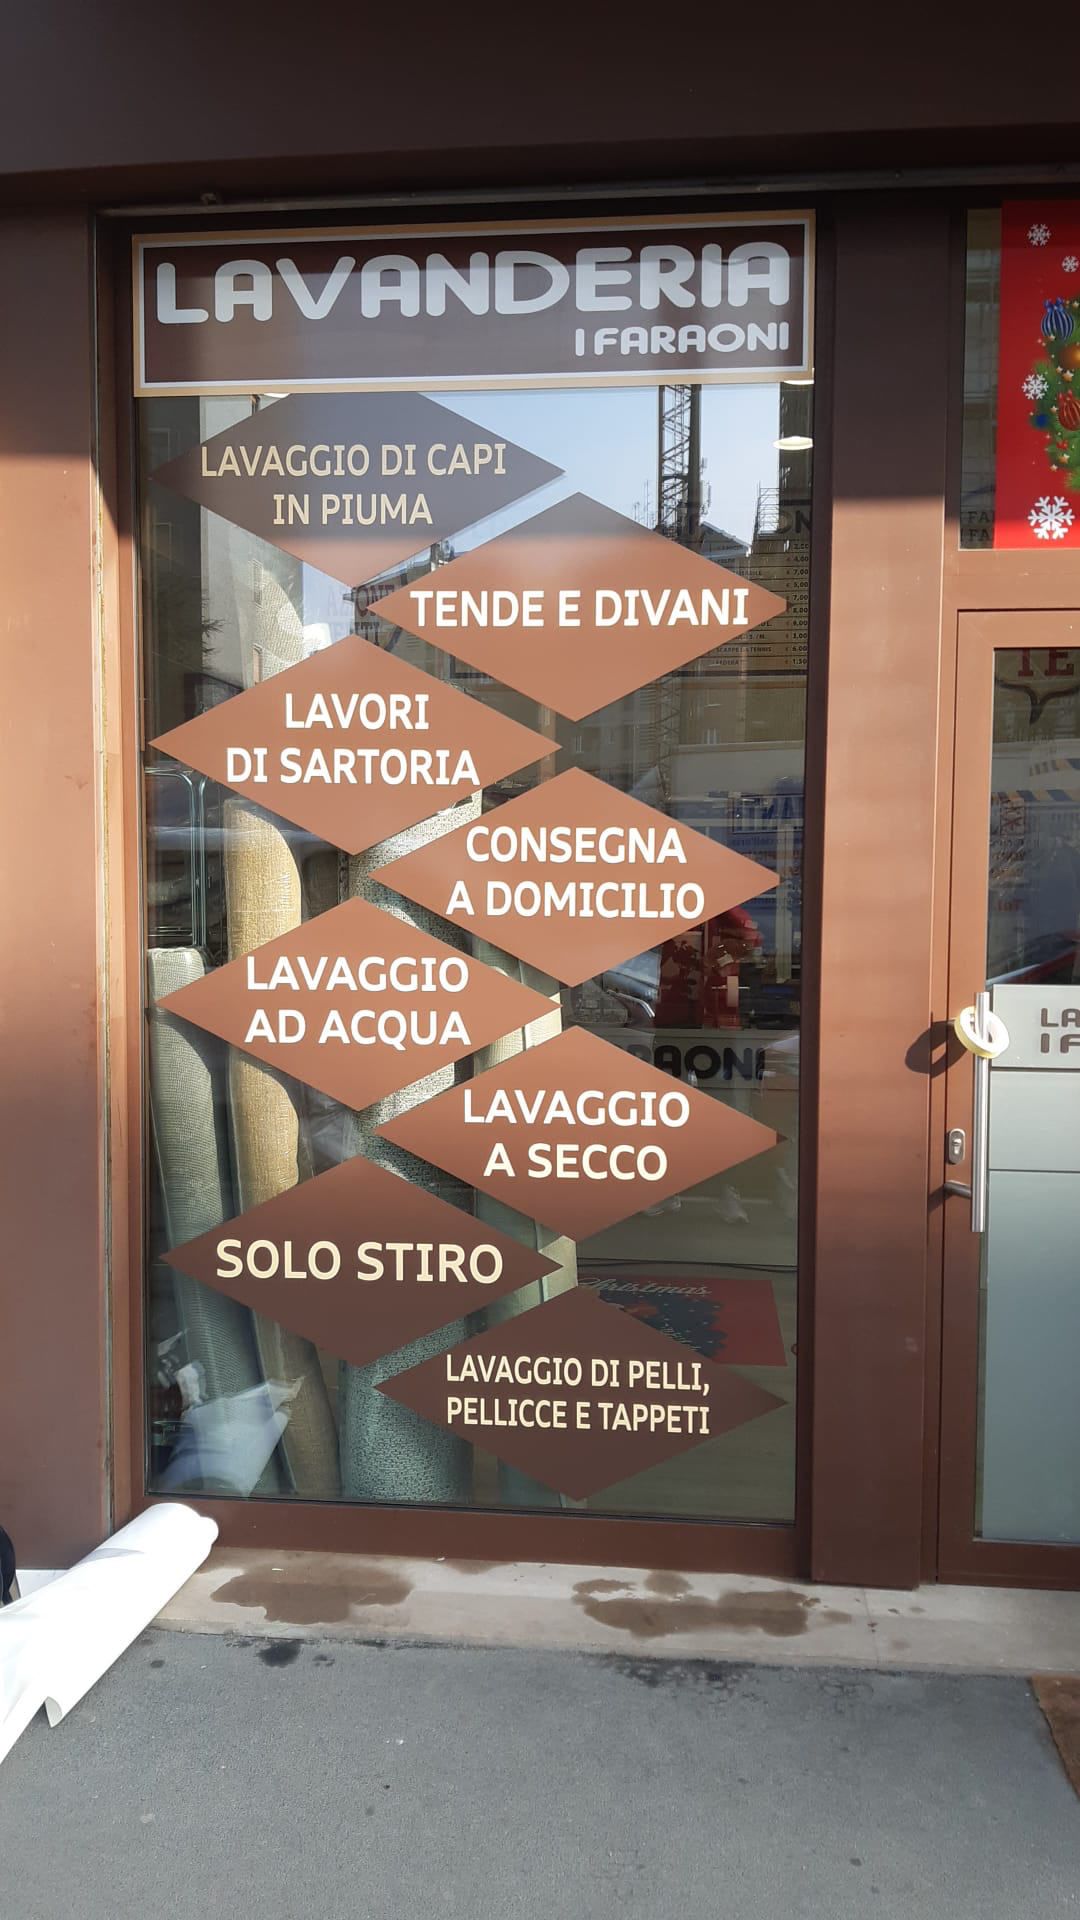 LAVANDERIA
I FARAONI
LAVAGGIO DI CAPI
IN PIUMA
TENDE E DIVANI
LAVORI
DI SARTORIA
CONSEGNA
A DOMICILIO
LAVAGGIO
AD ACQUA
LAVAGGIO
A SECCO
SOLO STIRO
LAVAGGIO DI PELLI,
PELLICCE E TAPPETI
Christmas